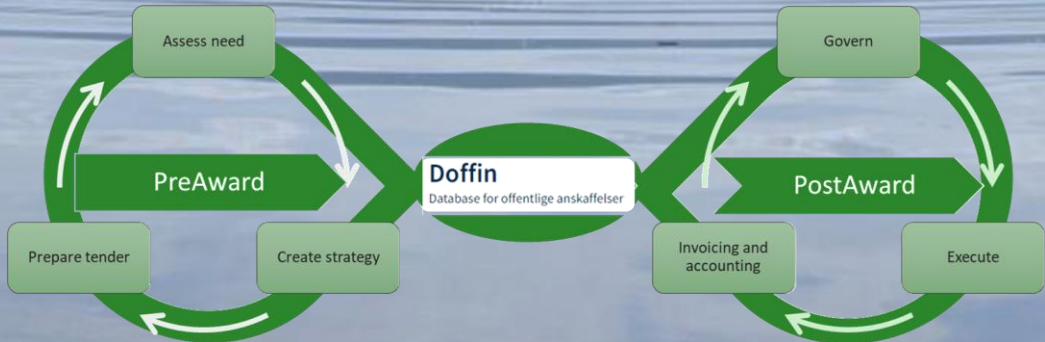 Assess need
Govern
PreAward
Doffin
Database for offentlige anskaffelser
PostAward
Prepare tender
Create strategy
Invoicing and
accounting
Execute